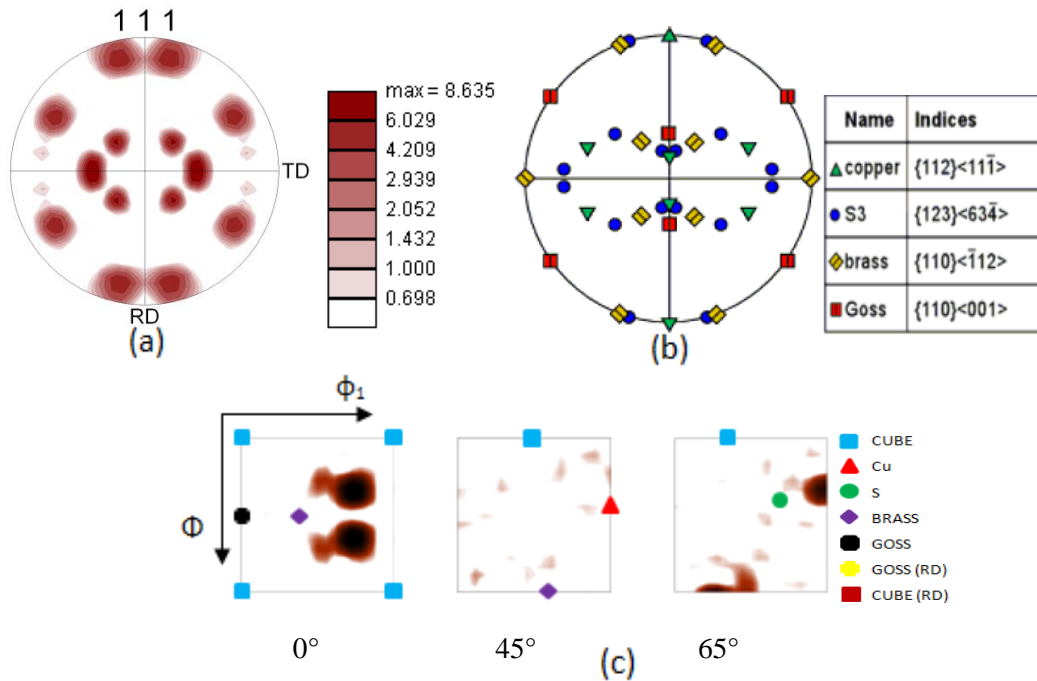 1 1 1
max = 8.635
6.029
4.209
2.939
2.052
1.432
1.000
0.698
TD
RD
(a)
(b)
Name Indices
copper {112}<111̄>
S3 {123}<634̄>
brass {110}<1̄12>
Goss {110}<001>
Φ1
Φ
CUBE
Cu
S
BRASS
GOSS
GOSS (RD)
CUBE (RD)
0° 45° 65°
(c)